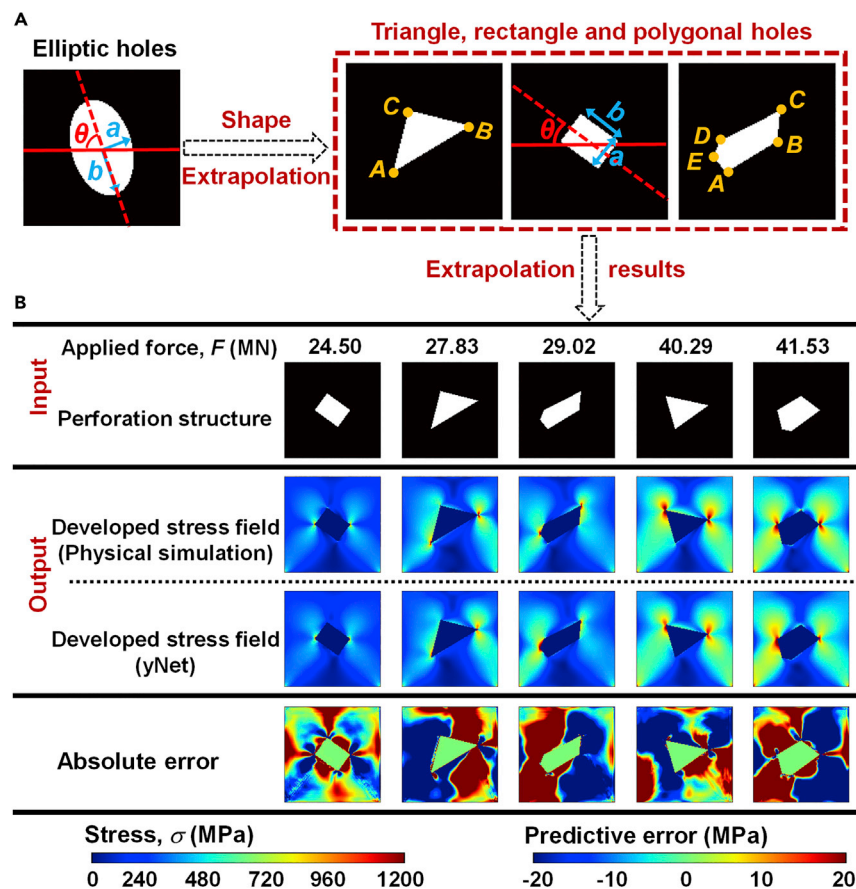 A
Elliptic holes
Triangle, rectangle and polygonal holes
θ
a
b
Shape
Extrapolation
C
B
A
θ
b
a
C
D
B
E
A
Extrapolation results
B
Input
Applied force, F (MN) 24.50 27.83 29.02 40.29 41.53
Perforation structure
Output
Developed stress field
(Physical simulation)
Developed stress field
(yNet)
Absolute error
Stress, σ (MPa)
0 240 480 720 960 1200
Predictive error (MPa)
-20 -10 0 10 20